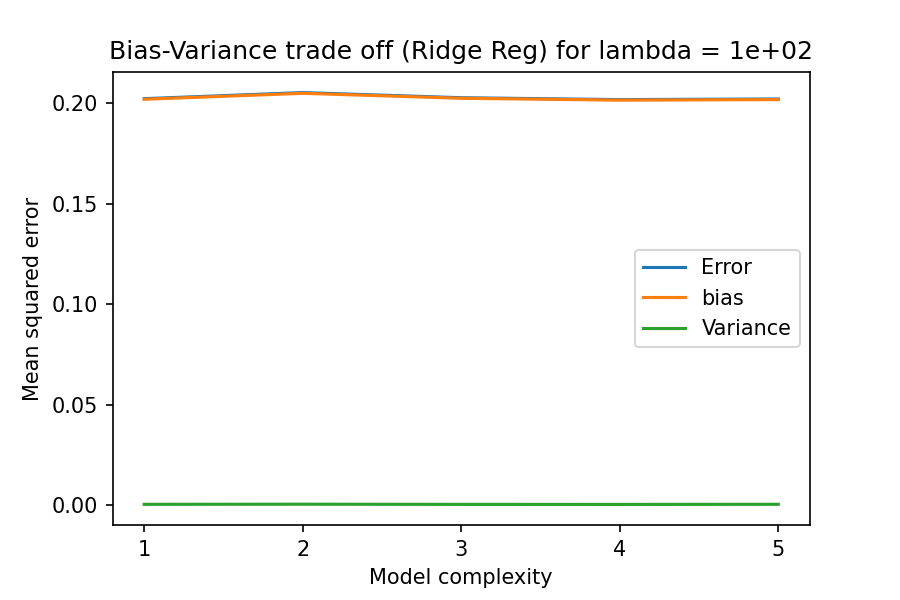 Bias-Variance trade off (Ridge Reg) for lambda = 1e+02
Mean squared error
0.20
0.15
0.10
0.05
0.00
Error
bias
Variance
1 2 3 4 5
Model complexity